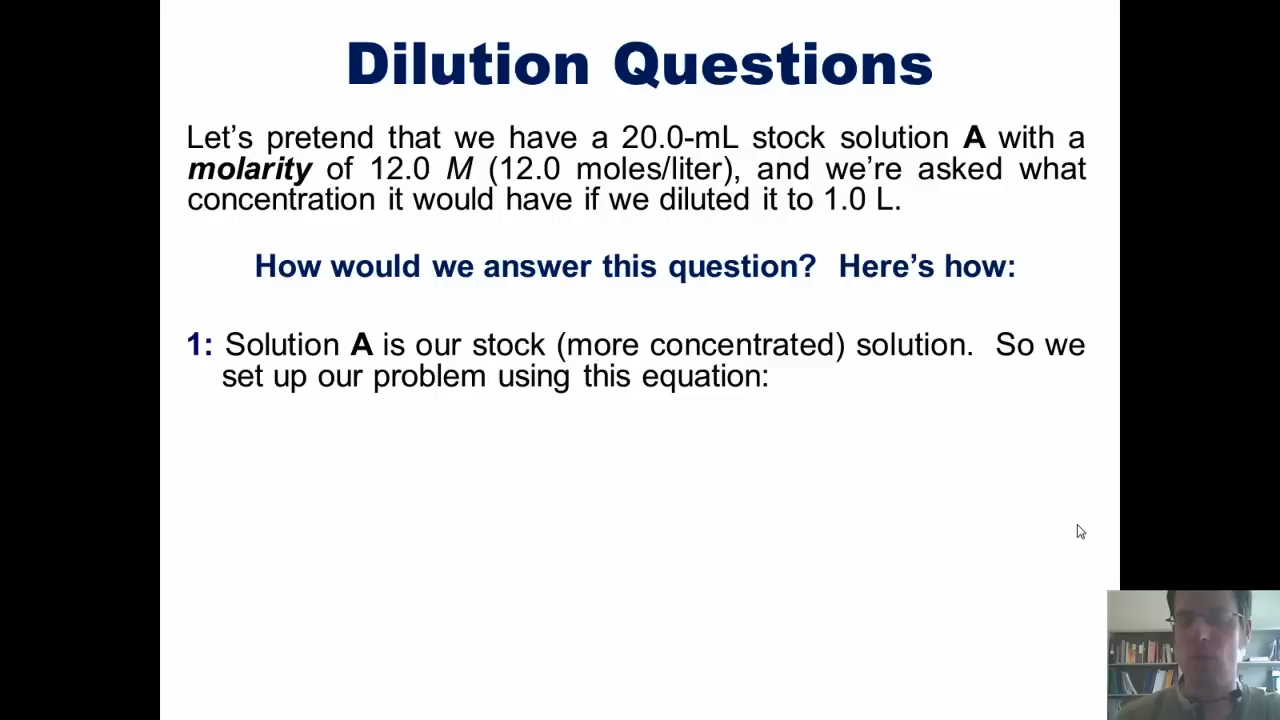 Dilution Questions
Let’s pretend that we have a 20.0-mL stock solution A with a
molarity of 12.0 M (12.0 moles/liter), and we’re asked what
concentration it would have if we diluted it to 1.0 L.
How would we answer this question? Here’s how:
1: Solution A is our stock (more concentrated) solution. So we
set up our problem using this equation: